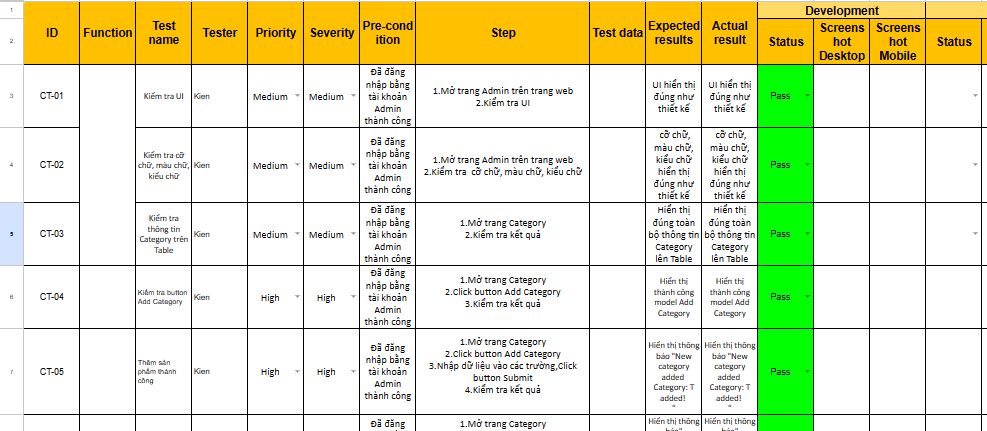 1
Development
2
ID
Function
Test
name
Tester
Priority
Severity
Pre-cond
ition
Step
Test data
Expected
results
Actual
result
Status
Screens
hot
Desktop
Screens
hot
Mobile
Status
3
CT-01
Kiểm tra UI
Kien
Medium
Medium
Đã đăng
nhập bằng
tài khoản
Admin
thành công
1.Mở trang Admin trên trang web
2.Kiểm tra UI
UI hiển thị
đúng như
thiết kế
UI hiển thị
đúng như
thiết kế
Pass
4
CT-02
Kiểm tra cỡ
chữ, màu chữ,
kiểu chữ
Kien
Medium
Medium
Đã đăng
nhập bằng
tài khoản
Admin
thành công
1.Mở trang Admin trên trang web
2.Kiểm tra cỡ chữ, màu chữ, kiểu chữ
cỡ chữ,
màu chữ,
kiểu chữ
hiển thị
đúng như
thiết kế
cỡ chữ,
màu chữ,
kiểu chữ
hiển thị
đúng như
thiết kế
Pass
5
CT-03
Kiểm tra
thông tin
Category trên
Table
Kien
Medium
Medium
Đã đăng
nhập bằng
tài khoản
Admin
thành công
1.Mở trang Category
2.Kiểm tra kết quả
Hiển thị
đúng toàn
bộ thông tin
Category
lên Table
Hiển thị
đúng toàn
bộ thông tin
Category
lên Table
Pass
6
CT-04
Kiểm tra button
Add Category
Kien
High
High
Đã đăng
nhập bằng
tài khoản
Admin
thành công
1.Mở trang Category
2.Click button Add Category
3.Kiểm tra kết quả
Hiển thị
thành công
model Add
Category
Hiển thị
thành công
model Add
Category
Pass
7
CT-05
Thêm sản
phẩm thành
công
Kien
High
High
Đã đăng
nhập bằng
tài khoản
Admin
thành công
1.Mở trang Category
2.Click button Add Category
3.Nhập dữ liệu vào các trường,Click
button Submit
4.Kiểm tra kết quả
Hiển thị thông
báo "New
category
added
Category: T
added!
"
Hiển thị thông
báo "New
category
added
Category: T
added!
"
Pass
Đã đăng
1.Mở trang Category
Hiển thị thông
Hiển thị thông